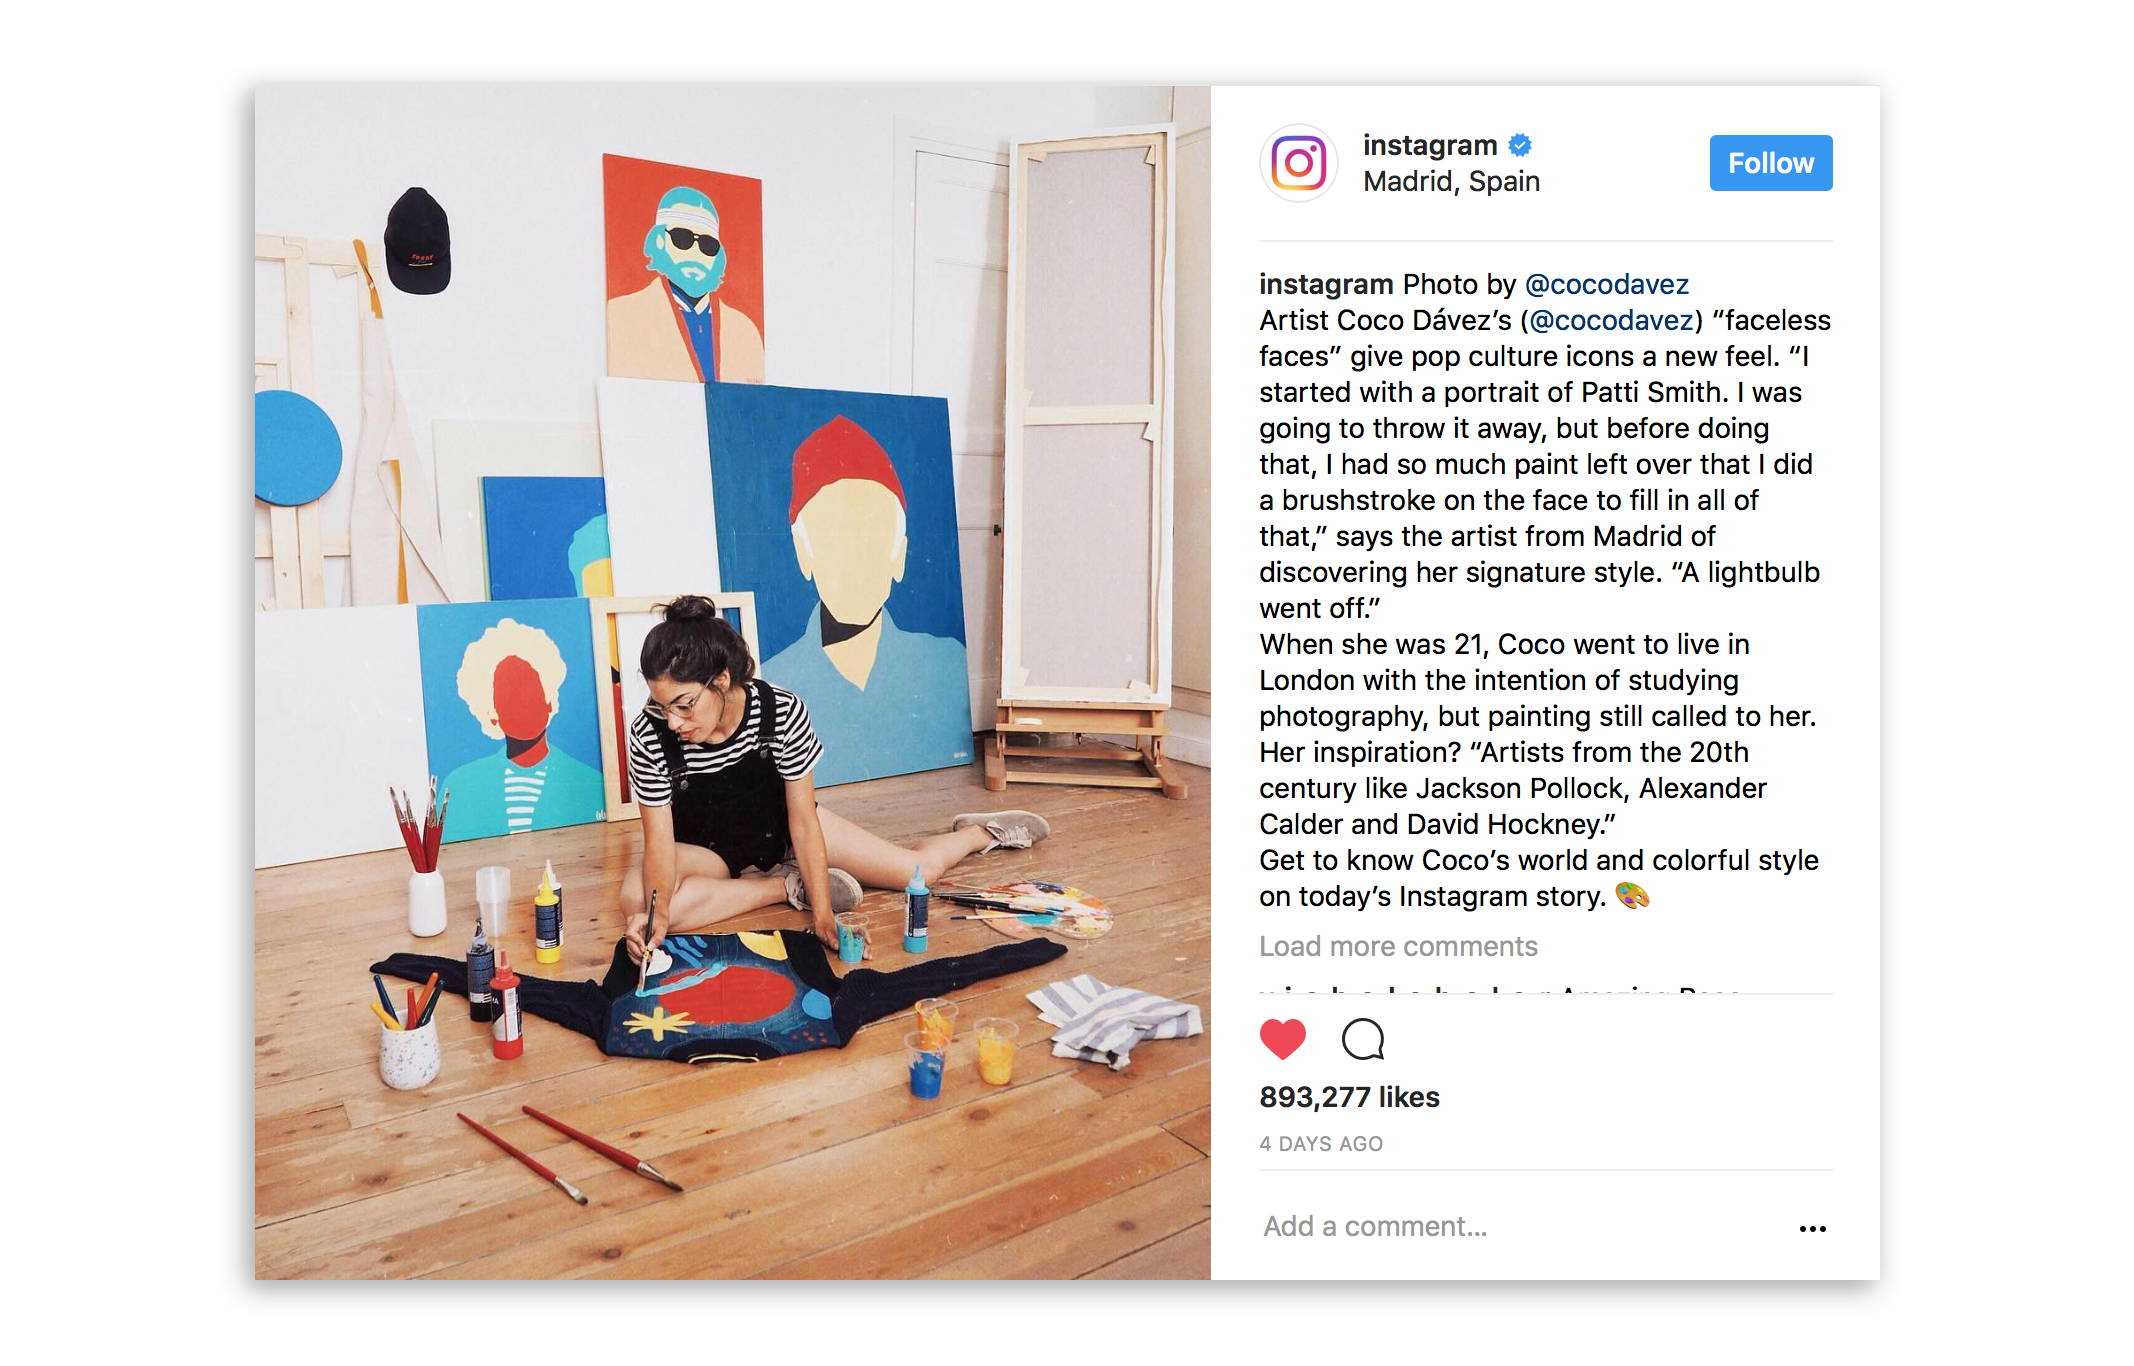 instagram
Madrid, Spain
Follow
instagram Photo by @cocodavez
Artist Coco Dávez’s (@cocodavez) “faceless
faces” give pop culture icons a new feel. “I
started with a portrait of Patti Smith. I was
going to throw it away, but before doing
that, I had so much paint left over that I did
a brushstroke on the face to fill in all of
that,” says the artist from Madrid of
discovering her signature style. “A lightbulb
went off.”
When she was 21, Coco went to live in
London with the intention of studying
photography, but painting still called to her.
Her inspiration? “Artists from the 20th
century like Jackson Pollock, Alexander
Calder and David Hockney.”
Get to know Coco’s world and colorful style
on today’s Instagram story. 🎨
Load more comments
893,277 likes
4 DAYS AGO
Add a comment...